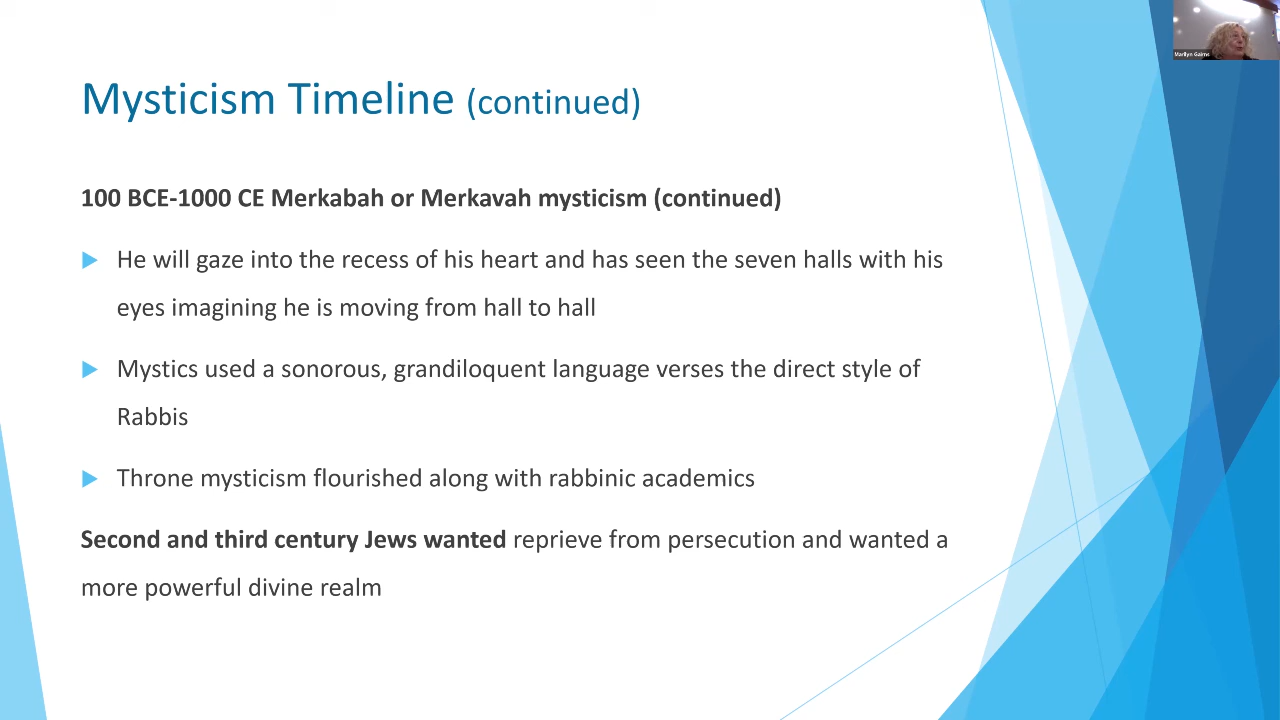 Marilyn Gairns
Mysticism Timeline (continued)
100 BCE-1000 CE Merkabah or Merkavah mysticism (continued)
He will gaze into the recess of his heart and has seen the seven halls with his
eyes imagining he is moving from hall to hall
Mystics used a sonorous, grandiloquent language verses the direct style of
Rabbis
Throne mysticism flourished along with rabbinic academics
Second and third century Jews wanted reprieve from persecution and wanted a
more powerful divine realm